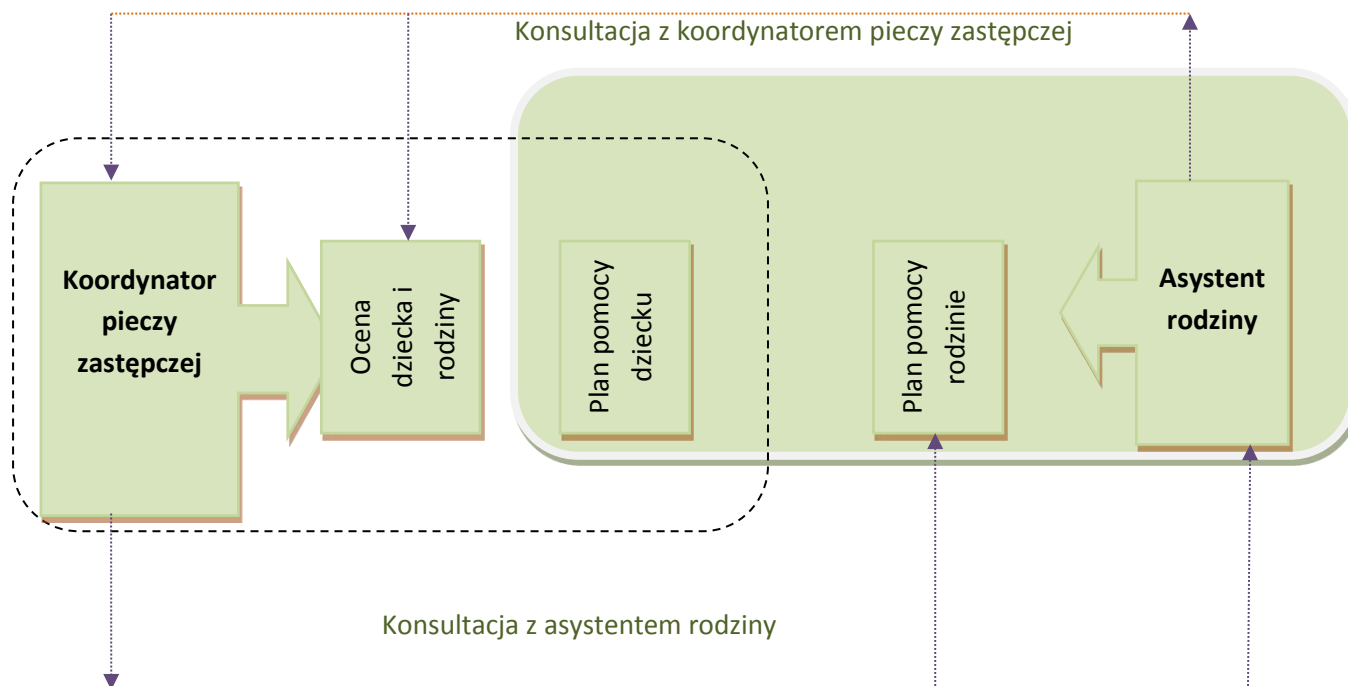 Konsultacja z koordynatorem pieczy zastępczej
Koordynator
pieczy
zastępczej
Ocena
dziecka i
rodziny
Plan pomocy
dziecku
Plan pomocy
rodzinie
Asystent
rodziny
Konsultacja z asystentem rodziny